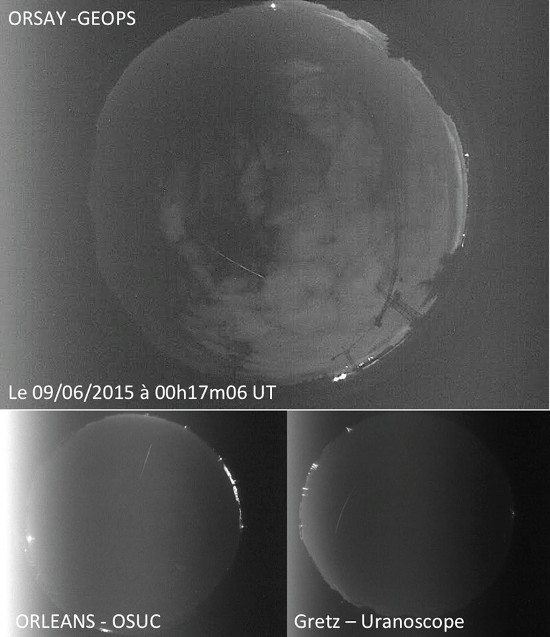 ORSAY -GEOPS
Le 09/06/2015 à 00h17m06 UT
ORLEANS - OSUC
Gretz – Uranoscope